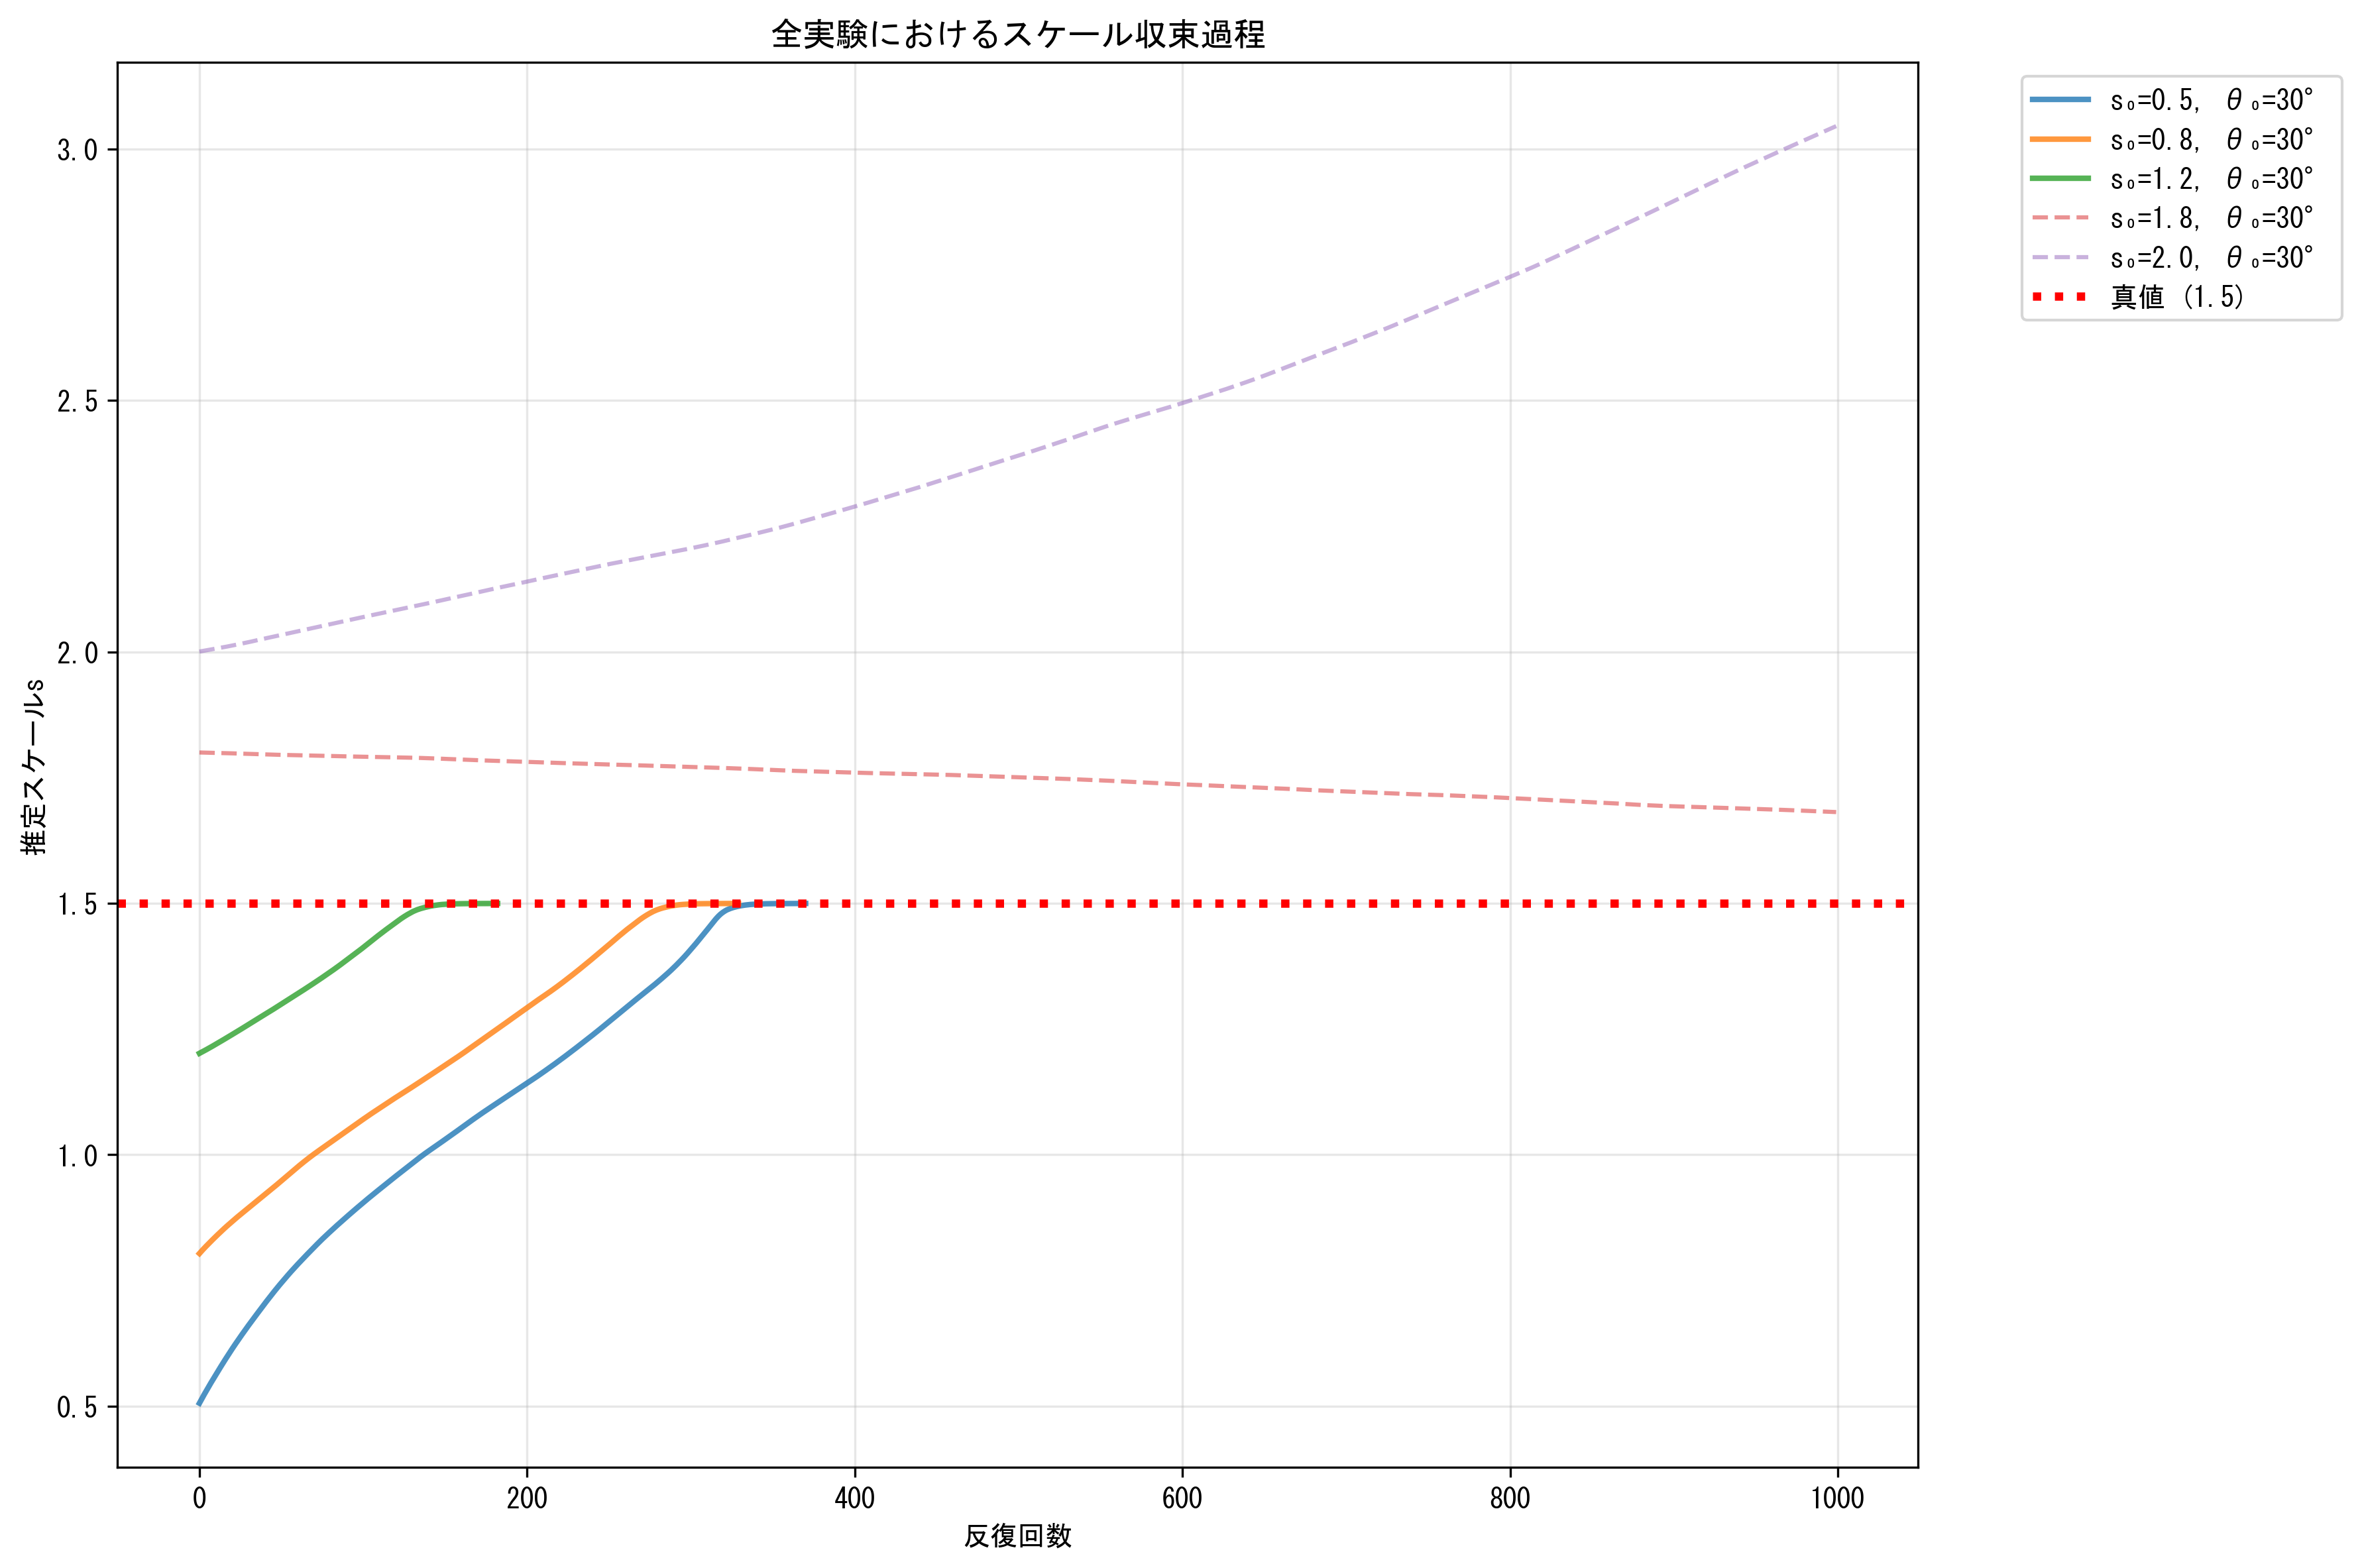 全実験におけるスケール収束過程
s₀=0.5, θ₀=30°
s₀=0.8, θ₀=30°
s₀=1.2, θ₀=30°
s₀=1.8, θ₀=30°
s₀=2.0, θ₀=30°
真値 (1.5)
推定スケールs
3.0
2.5
2.0
1.5
1.0
0.5
0 200 400 600 800 1000
反復回数